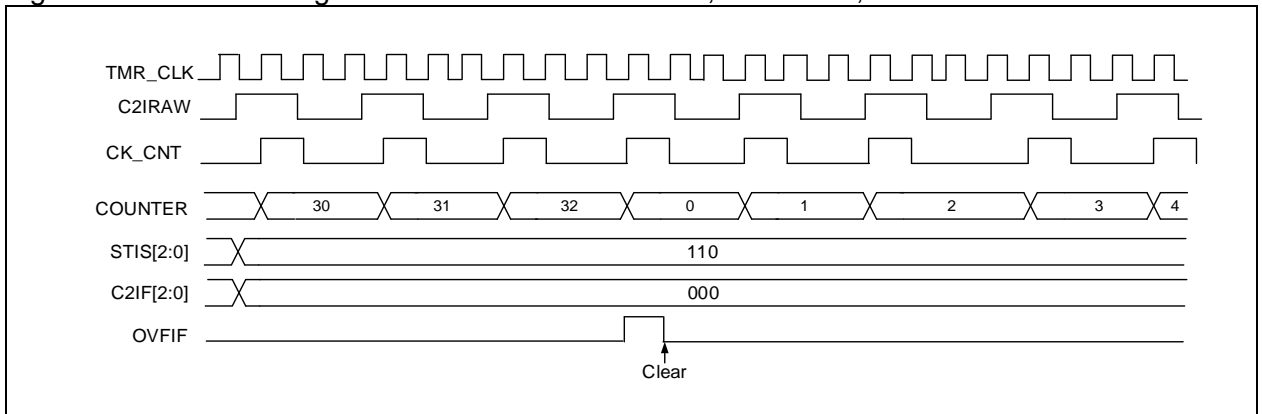 TMR_CLK
C2IRAW
CK_CNT
COUNTER 30 31 32 0 1 2 3 4
STIS[2:0] 110
C2IF[2:0] 000
OVFIF
Clear